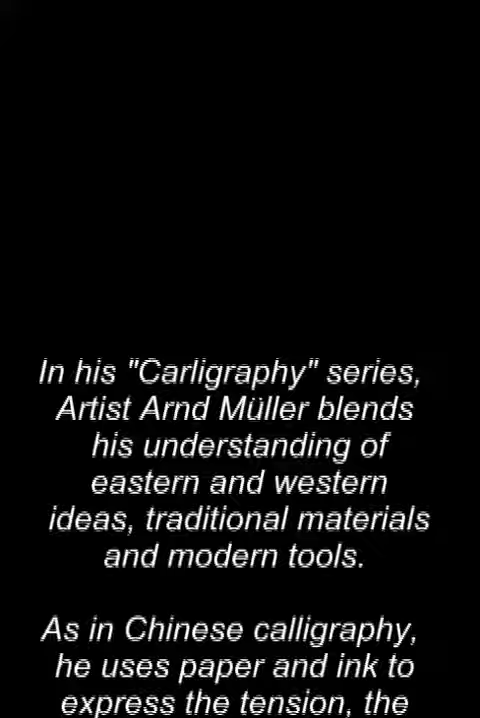 In his "Carligraphy" series,
Artist Arnd Müller blends
his understanding of
eastern and western
ideas, traditional materials
and modern tools.
As in Chinese calligraphy,
he uses paper and ink to
express the tension, the